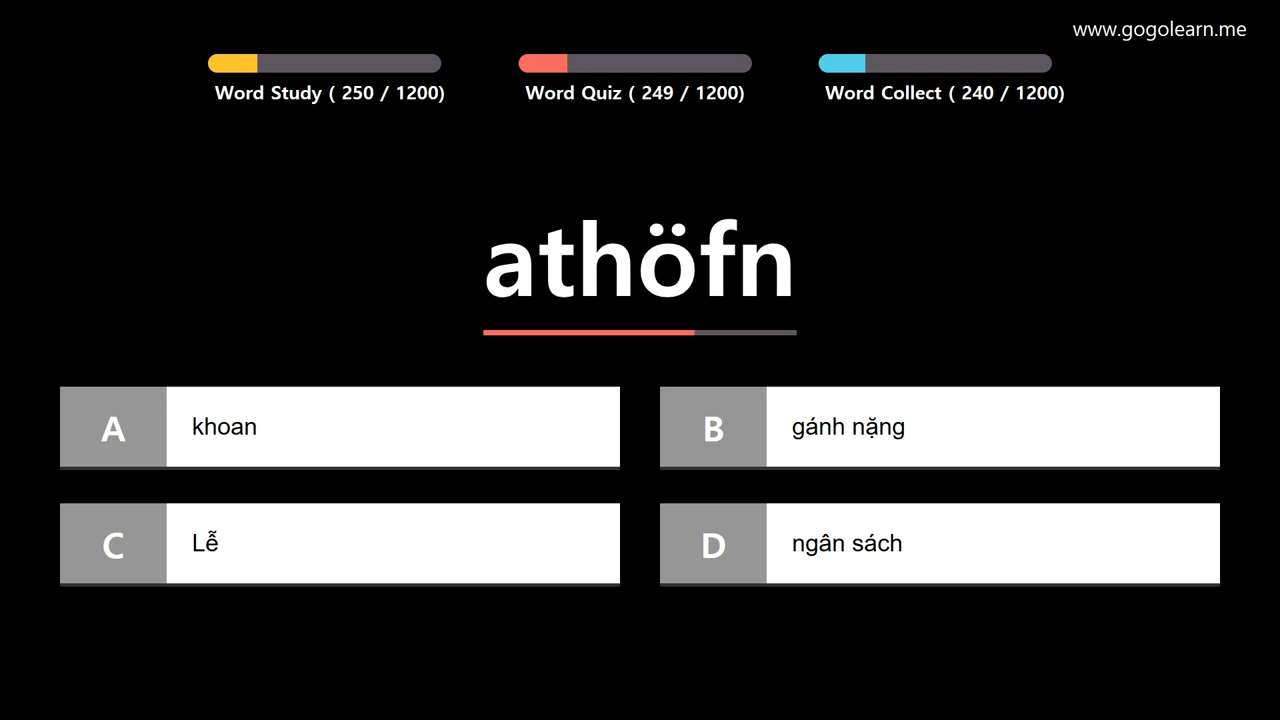 www.gogolearn.me
Word Study ( 250 / 1200)
Word Quiz ( 249 / 1200)
Word Collect ( 240 / 1200)
athöfn
A
khoan
B
gánh nặng
C
Lễ
D
ngân sách